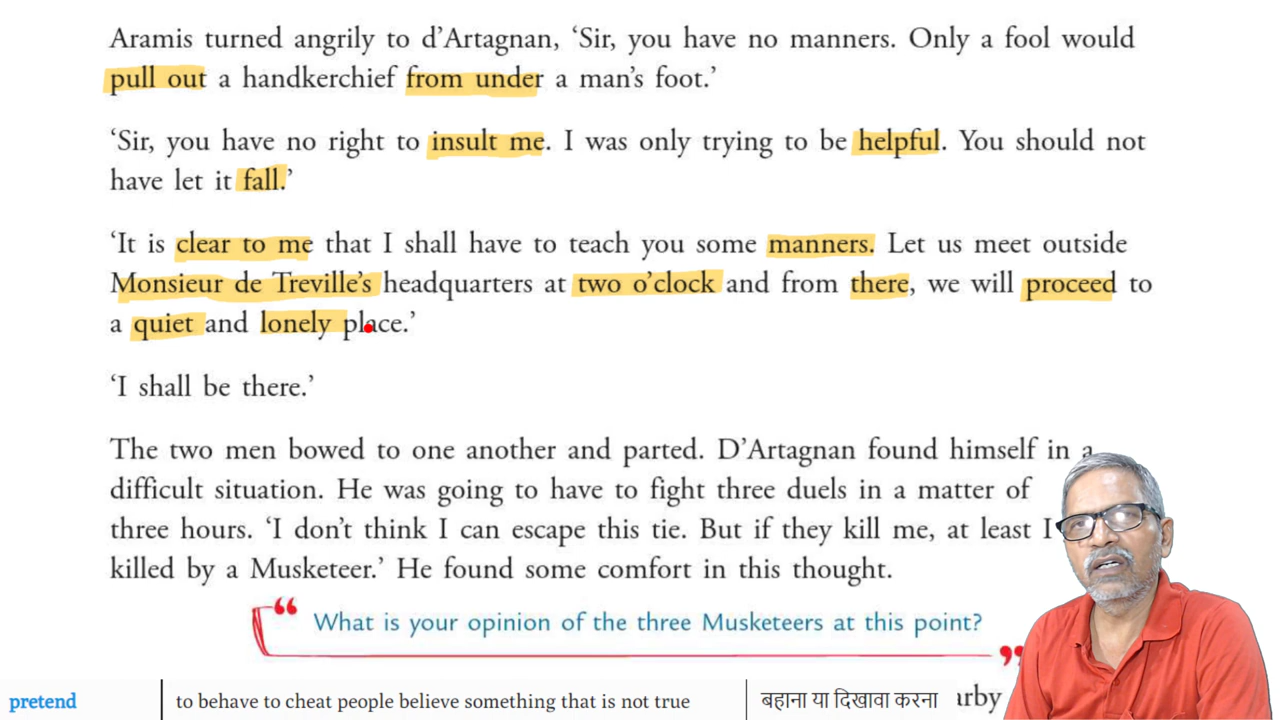 Aramis turned angrily to d’Artagnan, ‘Sir, you have no manners. Only a fool would
pull out a handkerchief from under a man’s foot.’
‘Sir, you have no right to insult me. I was only trying to be helpful. You should not
have let it fall.’
‘It is clear to me that I shall have to teach you some manners. Let us meet outside
Monsieur de Treville’s headquarters at two o’clock and from there, we will proceed to
a quiet and lonely place.’
‘I shall be there.’
The two men bowed to one another and parted. D’Artagnan found himself in a
difficult situation. He was going to have to fight three duels in a matter of
three hours. ‘I don’t think I can escape this tie. But if they kill me, at least I
killed by a Musketeer.’ He found some comfort in this thought.
“ What is your opinion of the three Musketeers at this point? ”
pretend to behave to cheat people believe something that is not true बहाना या दिखावा करना